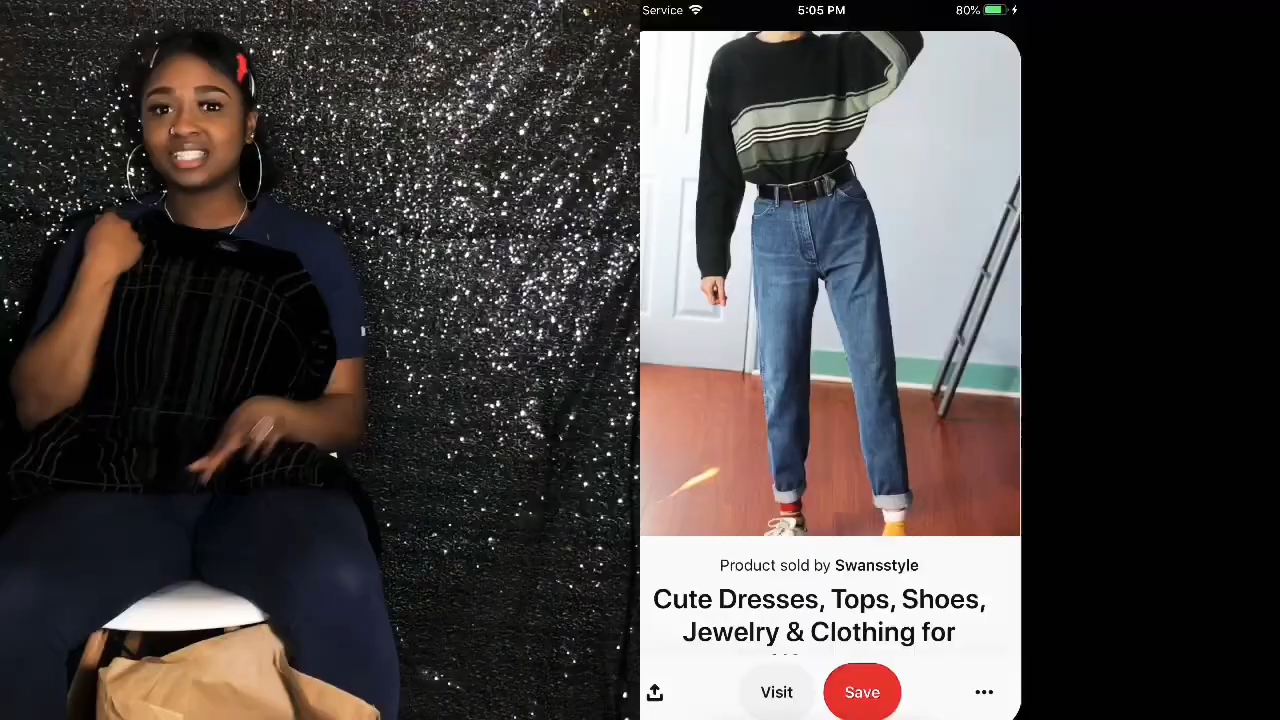 Service 5:05 PM 80%
Product sold by Swansstyle
Cute Dresses, Tops, Shoes,
Jewelry & Clothing for
Visit Save